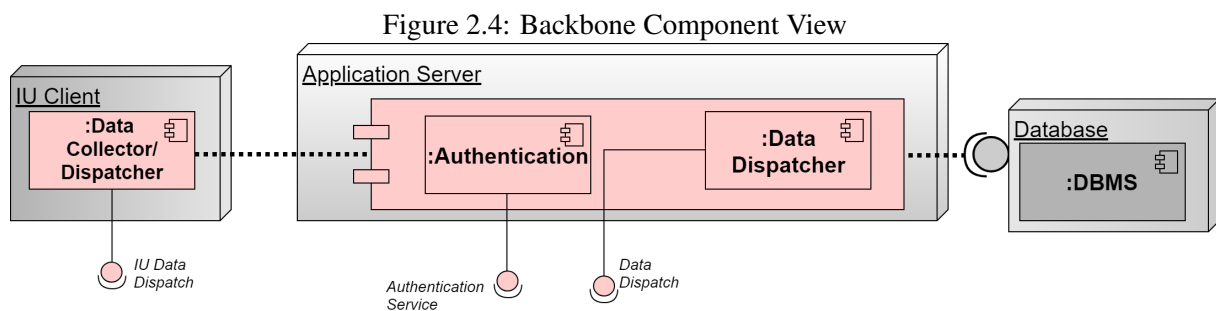 Figure 2.4: Backbone Component View
IU Client
:Data
Collector/
Dispatcher
IU Data
Dispatch
Application Server
:Authentication
:Data
Dispatcher
Authentication
Service
Data
Dispatch
Database
:DBMS